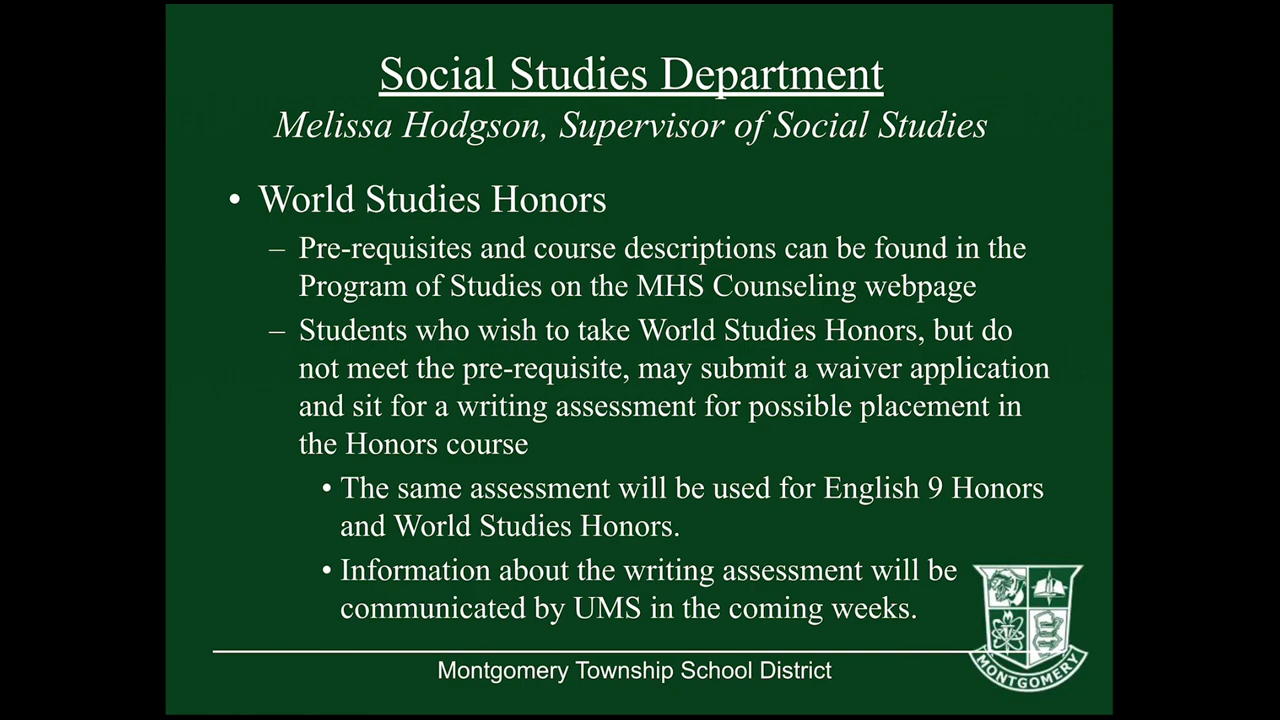 Social Studies Department
Melissa Hodgson, Supervisor of Social Studies
• World Studies Honors
– Pre-requisites and course descriptions can be found in the
Program of Studies on the MHS Counseling webpage
– Students who wish to take World Studies Honors, but do
not meet the pre-requisite, may submit a waiver application
and sit for a writing assessment for possible placement in
the Honors course
• The same assessment will be used for English 9 Honors
and World Studies Honors.
• Information about the writing assessment will be
communicated by UMS in the coming weeks.
MONTGOMERY
Montgomery Township School District